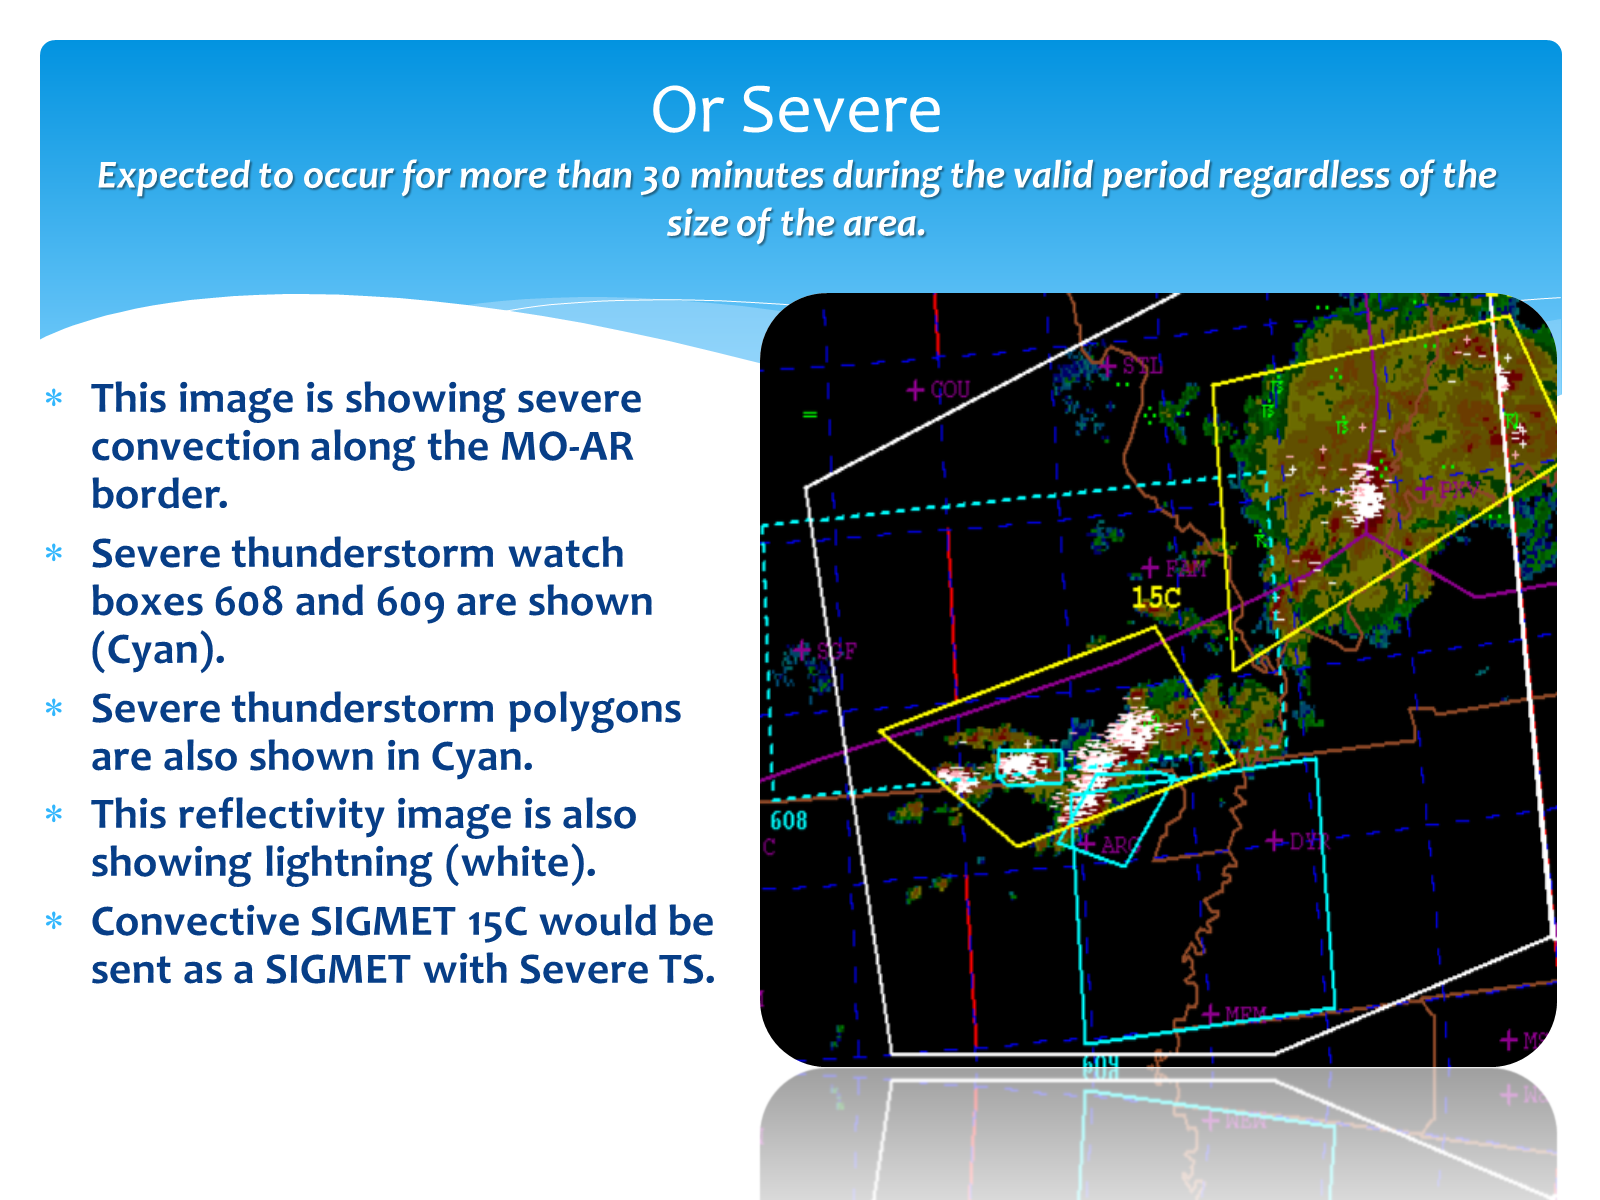 Or Severe
Expected to occur for more than 30 minutes during the valid period regardless of the
size of the area.
* This image is showing severe
convection along the MO-AR
border.
* Severe thunderstorm watch
boxes 608 and 609 are shown
(Cyan).
* Severe thunderstorm polygons
are also shown in Cyan.
* This reflectivity image is also
showing lightning (white).
* Convective SIGMET 15C would be
sent as a SIGMET with Severe TS.
STL
COU
FAM
15C
SGF
608
C
ARG
DYR
MEM
609
MEM